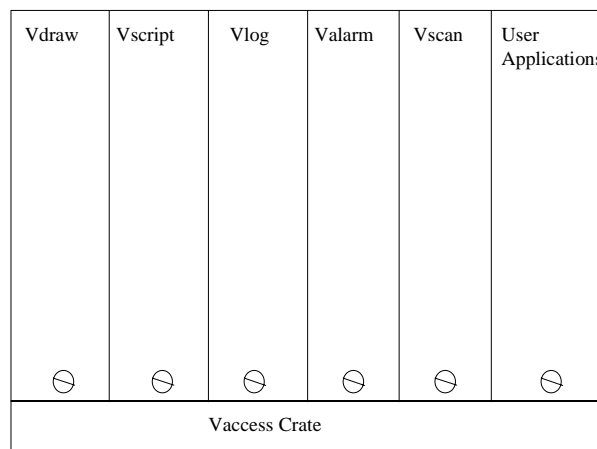 Vdraw
Vscript
Vlog
Valarm
Vscan
User
Applications
Vaccess Crate